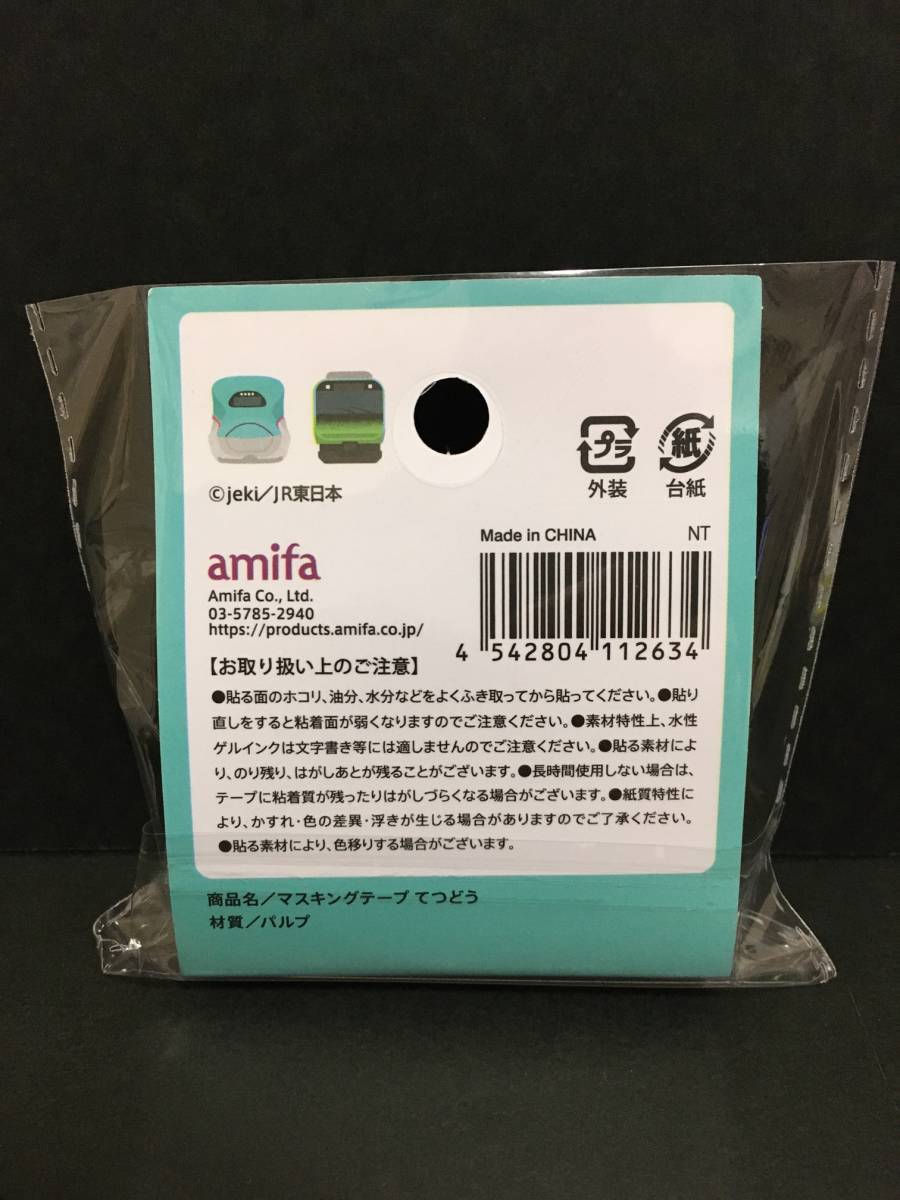 プラ
紙
外装
台紙
©jeki/JR東日本
Made in CHINA
NT
amifa
Amifa Co., Ltd.
03-5785-2940
https://products.amifa.co.jp/
4 542804 112634
【お取り扱い上のご注意】
●貼る面のホコリ、油分、水分などをよくふき取ってから貼ってください。●貼り
直しをすると粘着面が弱くなりますのでご注意ください。●素材特性上、水性
ゲルインクは文字書き等には適しませんのでご注意ください。●貼る素材によ
り、のり残り、はがしあとが残ることがございます。●長時間使用しない場合は、
テープに粘着質が残ったりはがしづらくなる場合がございます。●紙質特性に
より、かすれ・色の差異・浮きが生じる場合がありますのでご了承ください。
●貼る素材により、色移りする場合がございます。
商品名/マスキングテープ てつどう
材質/パルプ